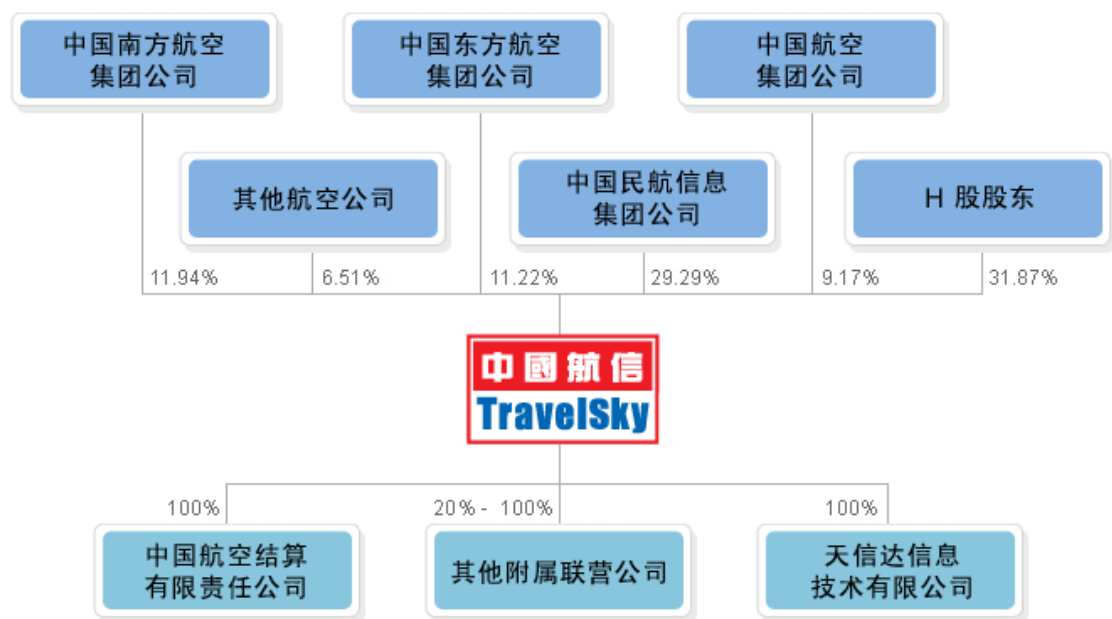 中国南方航空
集团公司
中国东方航空
集团公司
中国航空
集团公司
其他航空公司
中国民航信息
集团公司
H 股股东
11.94%
6.51%
11.22%
29.29%
9.17%
31.87%
中國航信
TravelSky
100%
20% - 100%
100%
中国航空结算
有限责任公司
其他附属联营公司
天信达信息
技术有限公司